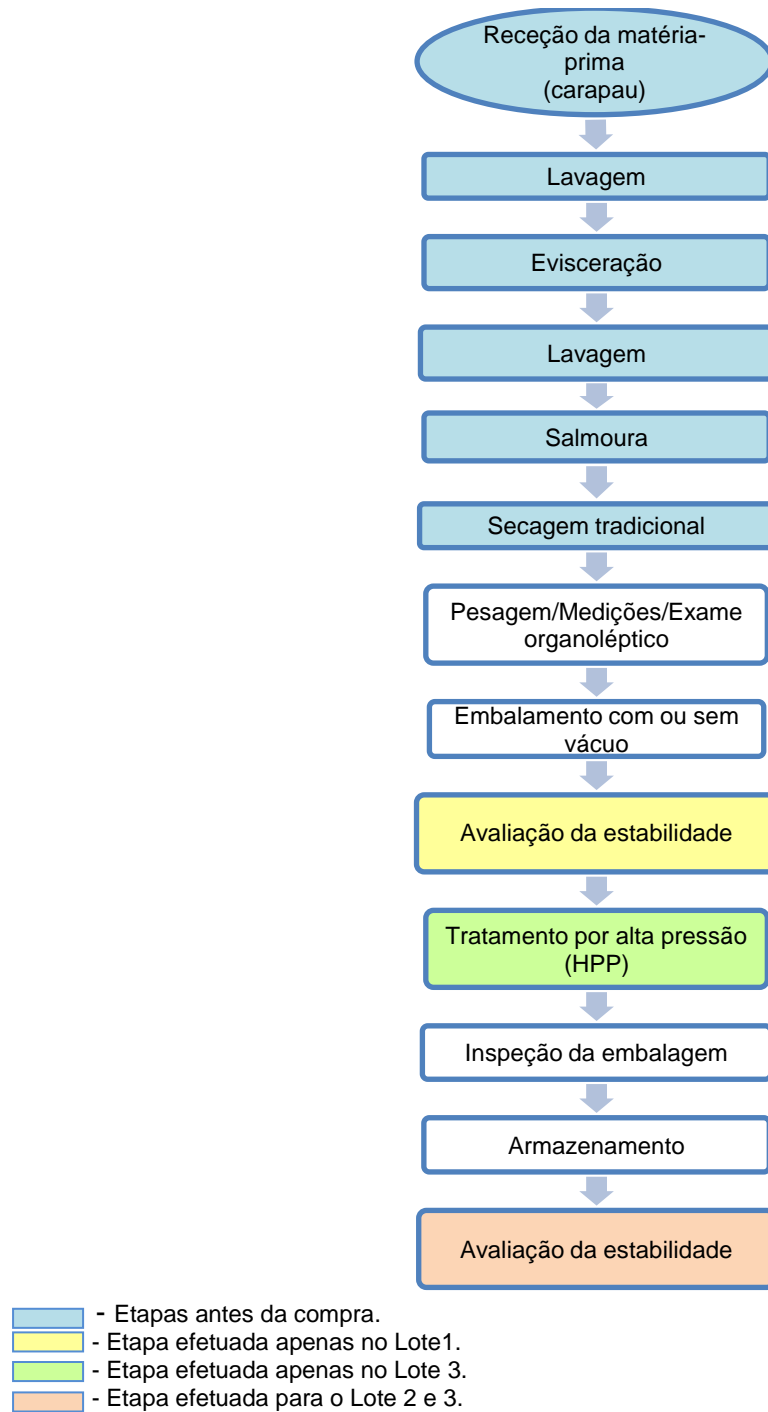 Receção da matéria-
prima
(carapau)
Lavagem
Evisceração
Lavagem
Salmoura
Secagem tradicional
Pesagem/Medições/Exame
organoléptico
Embalamento com ou sem
vácuo
Avaliação da estabilidade
Tratamento por alta pressão
(HPP)
Inspeção da embalagem
Armazenamento
Avaliação da estabilidade
- Etapas antes da compra.
- Etapa efetuada apenas no Lote1.
- Etapa efetuada apenas no Lote 3.
- Etapa efetuada para o Lote 2 e 3.